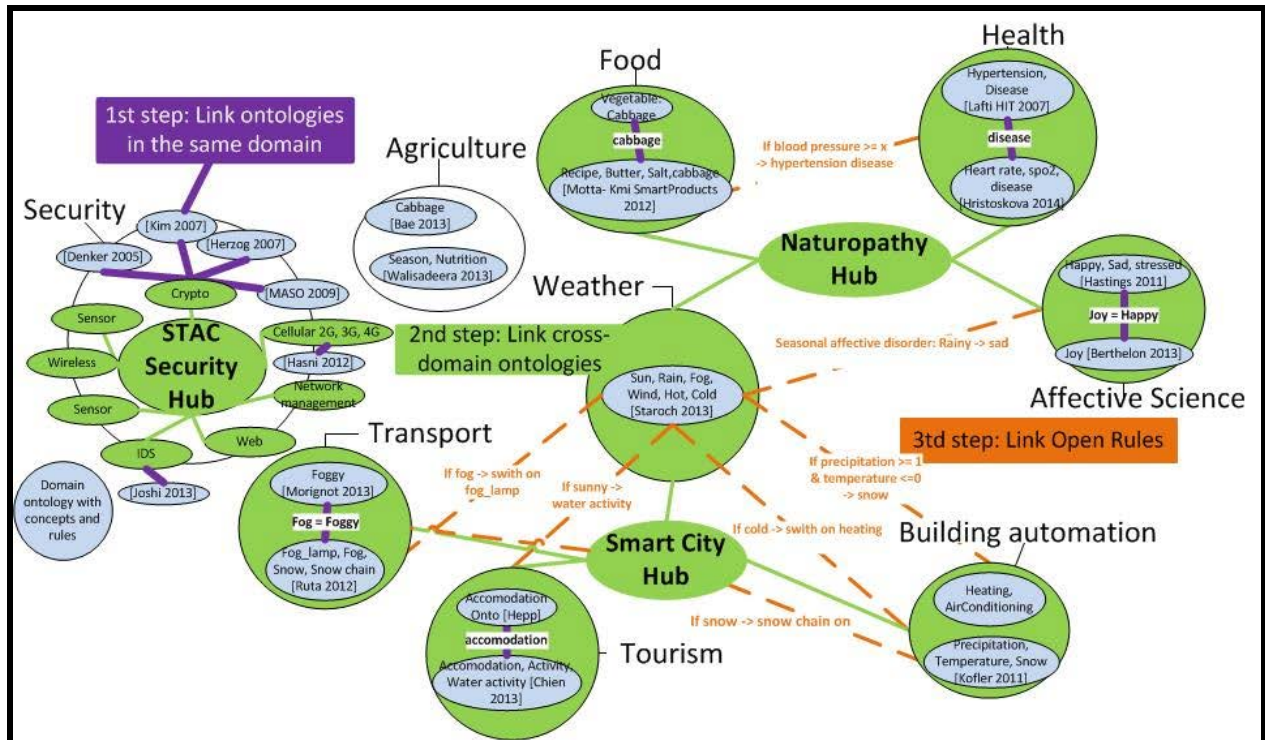 Health
Food
Hypertension,
Disease
[Lafti HIT 2007]
disease
Heart rate, spo2,
disease
[Hristoskova 2014]
Vegetable:
Cabbage
cabbage
Recipe, Butter, Salt,cabbage
[Motta- Kmi SmartProducts
2012]
If blood pressure >= x
-> hypertension disease
1st step: Link ontologies
in the same domain
Agriculture
Cabbage
[Bae 2013]
Season, Nutrition
[Walisadeera 2013]
Security
[Kim 2007]
[Herzog 2007]
[Denker 2005]
[MASO 2009]
Crypto
Sensor
Cellular 2G, 3G, 4G
STAC
Security
Hub
Wireless
[Hasni 2012]
Sensor
Network
management
IDS
Web
[Joshi 2013]
Domain
ontology with
concepts and
rules
Naturopathy
Hub
Weather
2nd step: Link cross-
domain ontologies
Sun, Rain, Fog,
Wind, Hot, Cold
[Staroch 2013]
Seasonal affective disorder: Rainy -> sad
Happy, Sad, stressed
[Hastings 2011]
Joy = Happy
Joy [Berthelon 2013]
Affective Science
3td step: Link Open Rules
Transport
Foggy
[Morignot 2013]
Fog = Foggy
Fog_lamp, Fog,
Snow, Snow chain
[Ruta 2012]
If fog -> swith on
fog_lamp
If sunny ->
water activity
If precipitation >= 1
& temperature <=0
-> snow
If cold -> swith on heating
Smart City
Hub
Building automation
Heating,
AirConditioning
Precipitation,
Temperature, Snow
[Kofler 2011]
If snow -> snow chain on
Accomodation
Onto [Hepp]
accomodation
Accomodation, Activity,
Water activity [Chien
2013]
Tourism